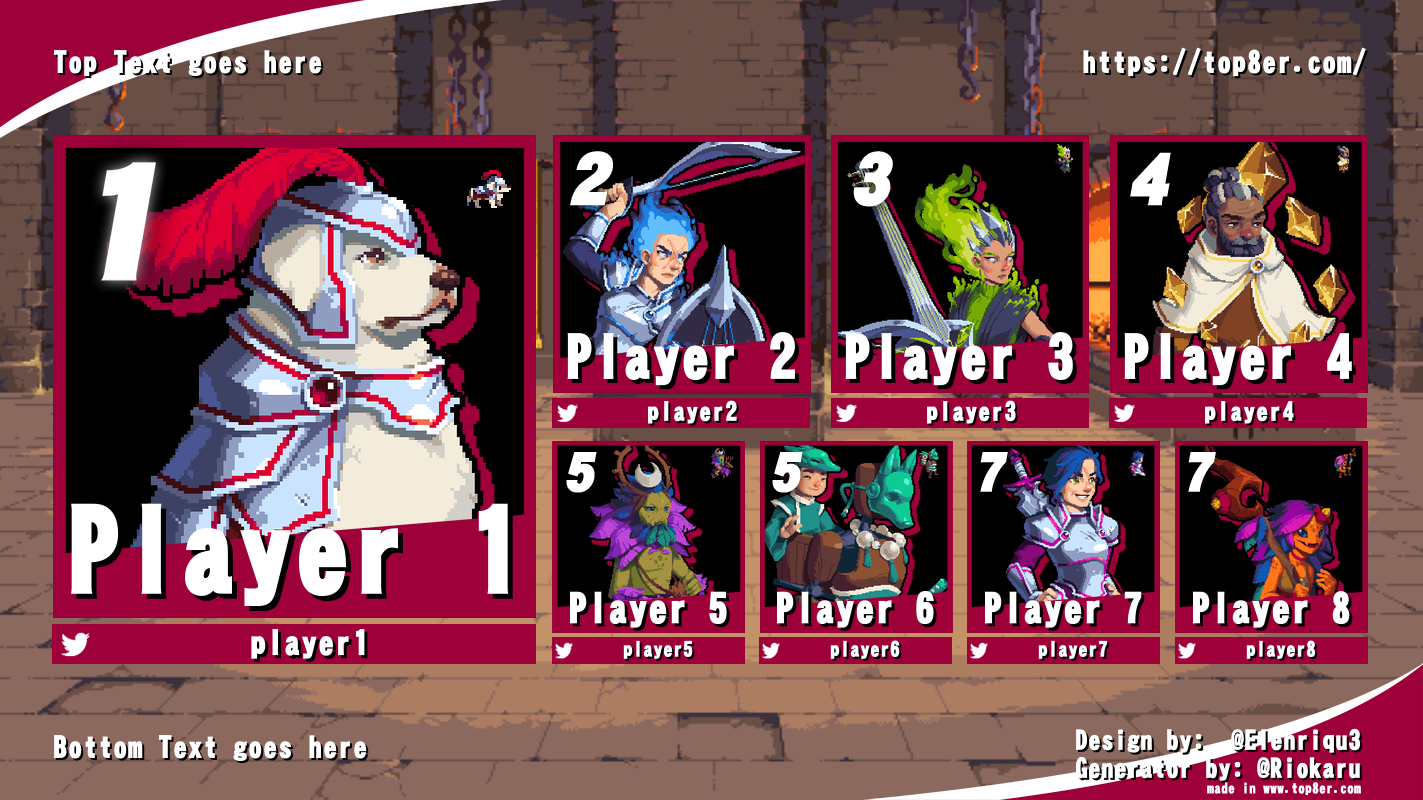 Top Text goes here
https://top8er.com/
1
Player 1
player1
2
Player 2
player2
3
Player 3
player3
4
Player 4
player4
5
Player 5
player5
5
Player 6
player6
7
Player 7
player7
7
Player 8
player8
Bottom Text goes here
Design by: @Elenriqu3
Generator by: @Riokaru
made in www.top8er.com